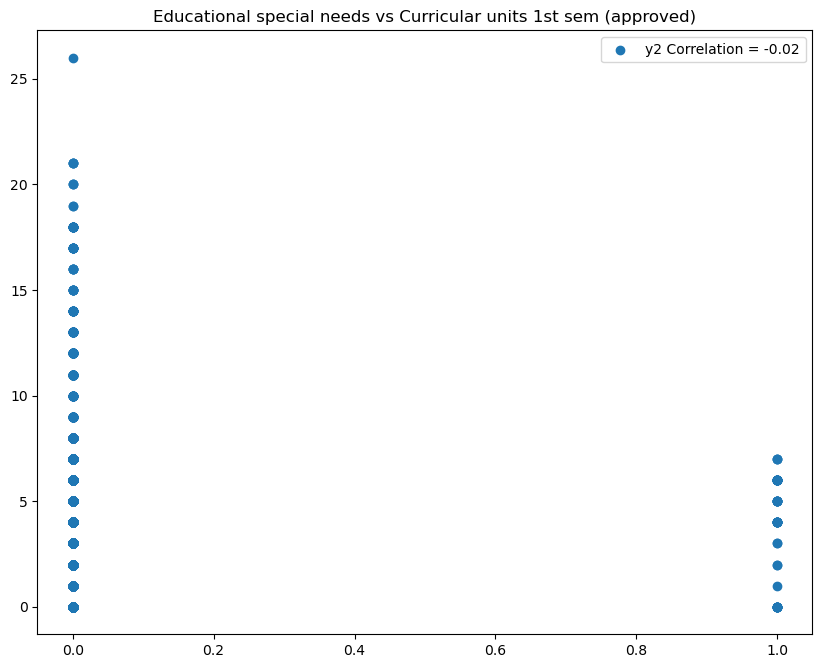 Educational special needs vs Curricular units 1st sem (approved)
y2 Correlation = -0.02
25
20
15
10
5
0
0.0 0.2 0.4 0.6 0.8 1.0